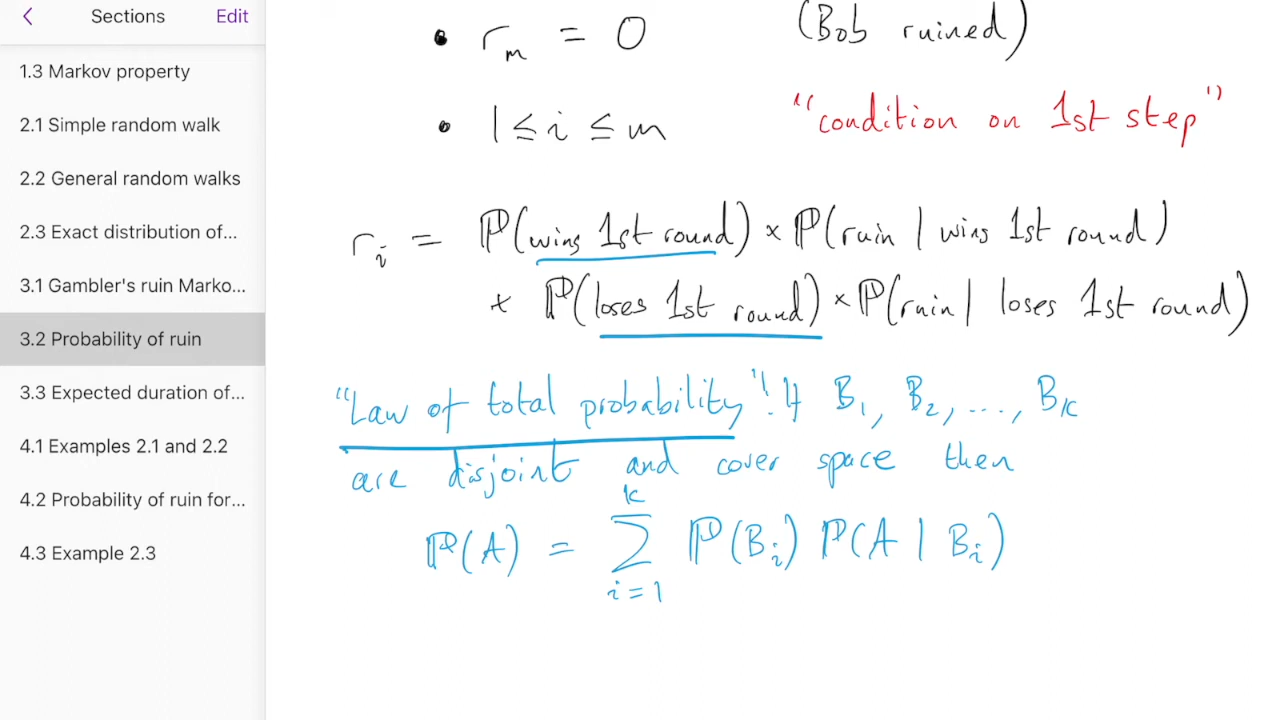 Sections
Edit
1.3 Markov property
2.1 Simple random walk
2.2 General random walks
2.3 Exact distribution of...
3.1 Gambler's ruin Marko...
3.2 Probability of ruin
3.3 Expected duration of...
4.1 Examples 2.1 and 2.2
4.2 Probability of ruin for...
4.3 Example 2.3
• r_m = 0 (Bob ruined)
• 1 ≤ i ≤ m "condition on 1st step"
r_i = ℙ(wins 1st round) × ℙ(ruin | wins 1st round)
+ ℙ(loses 1st round) × ℙ(ruin | loses 1st round)
"Law of total probability": If B_1, B_2, ..., B_k
are disjoint and cover space then
ℙ(A) = ∑_{i=1}^{k} ℙ(B_i) ℙ(A | B_i)